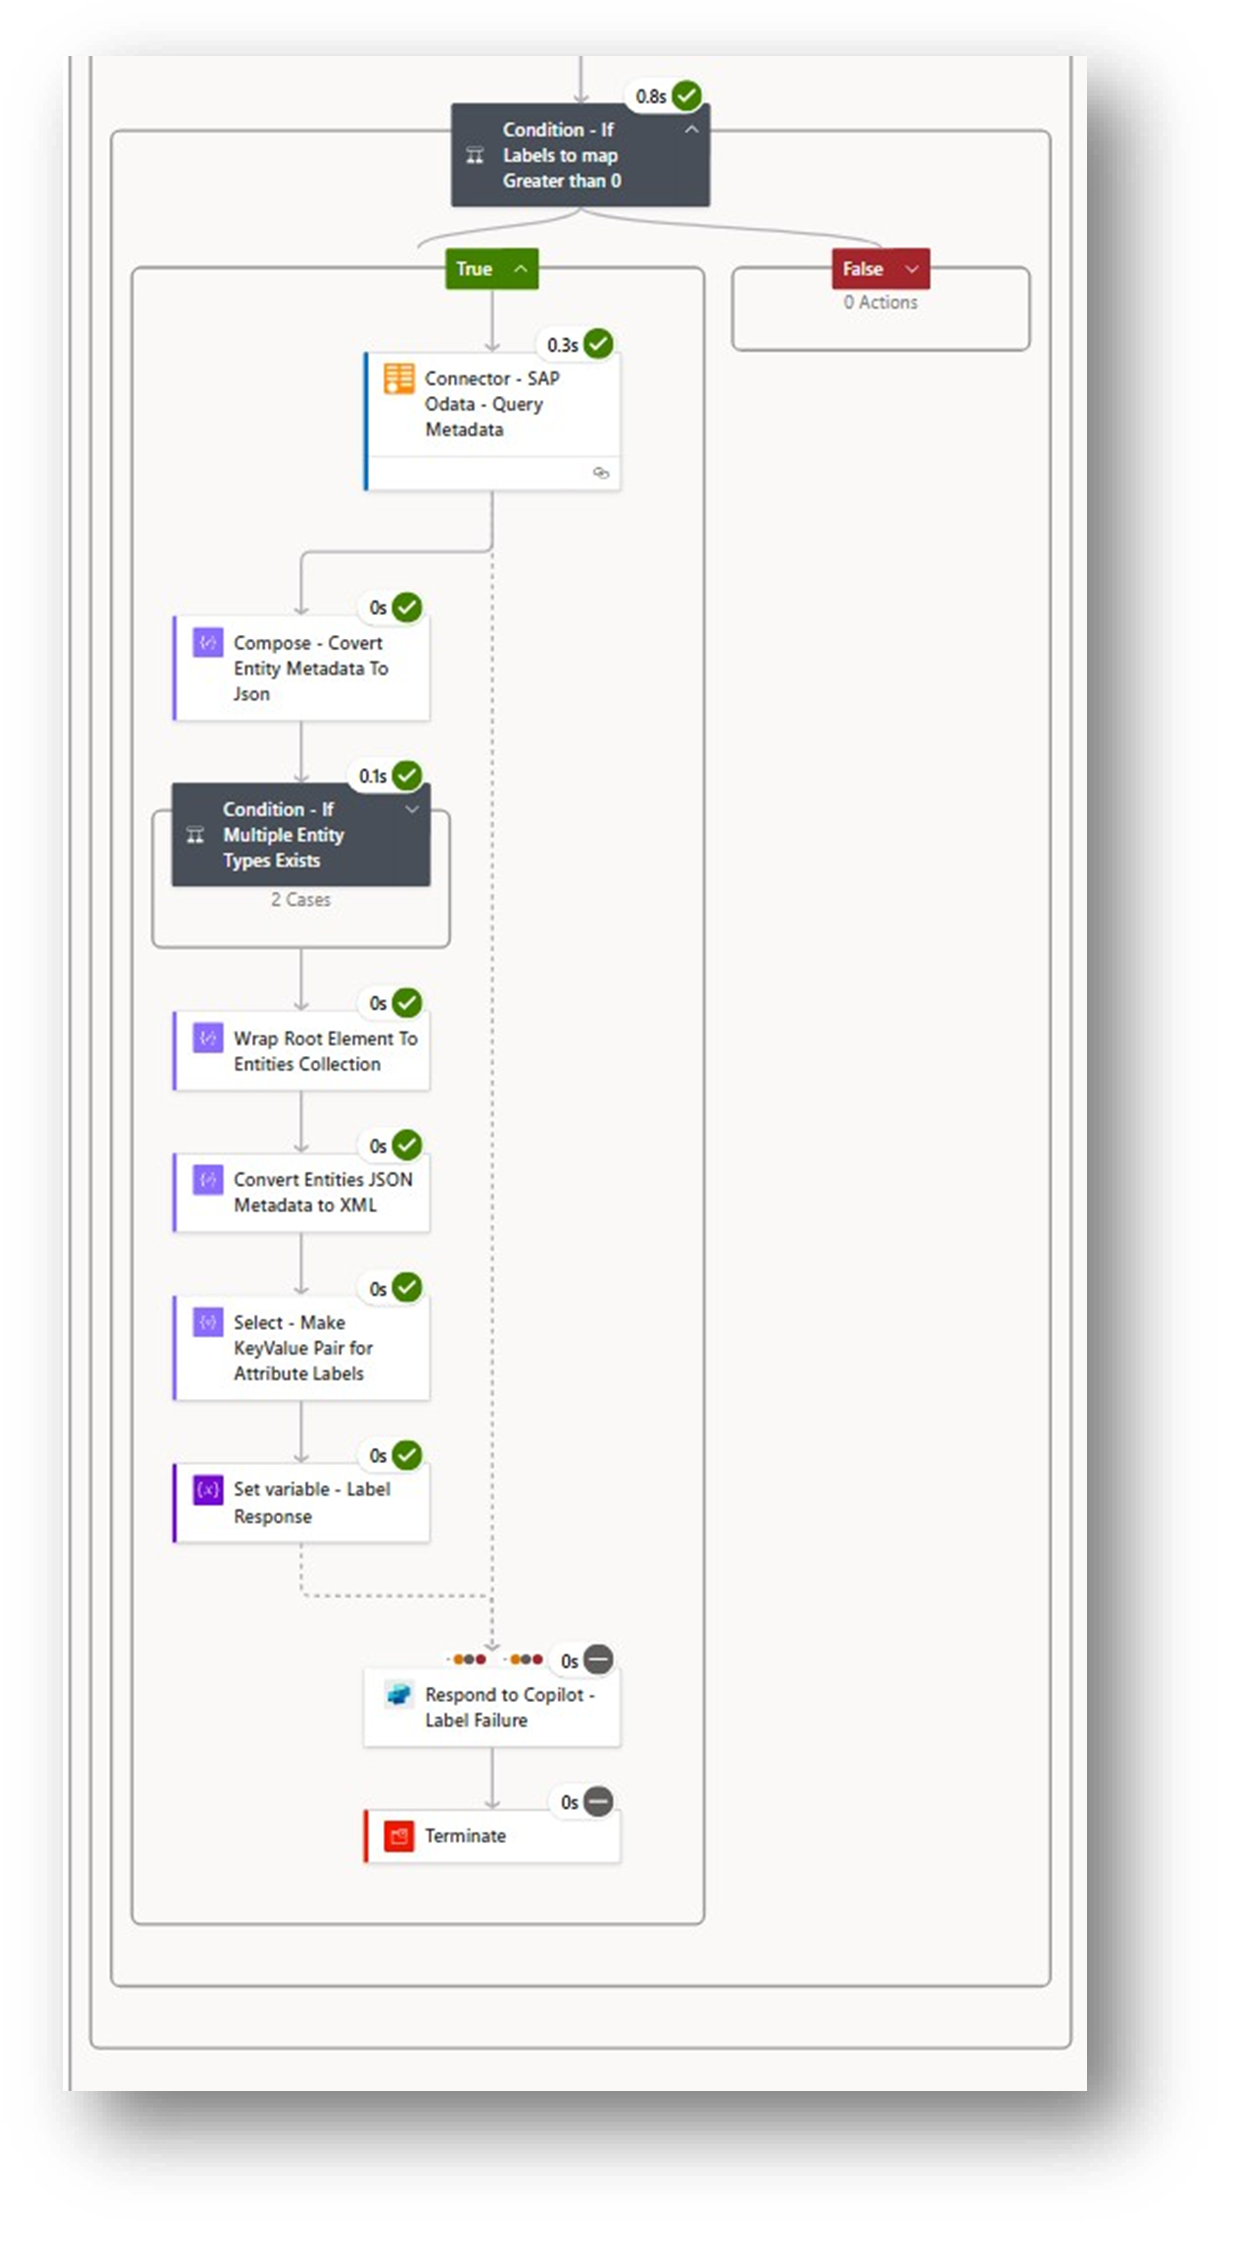 0.8s
Condition - If
Labels to map
Greater than 0
True
False
0 Actions
0.3s
Connector - SAP
Odata - Query
Metadata
0s
Compose - Covert
Entity Metadata To
Json
0.1s
Condition - If
Multiple Entity
Types Exists
2 Cases
0s
Wrap Root Element To
Entities Collection
0s
Convert Entities JSON
Metadata to XML
0s
Select - Make
KeyValue Pair for
Attribute Labels
0s
{x}
Set variable - Label
Response
0s
Respond to Copilot -
Label Failure
0s
Terminate